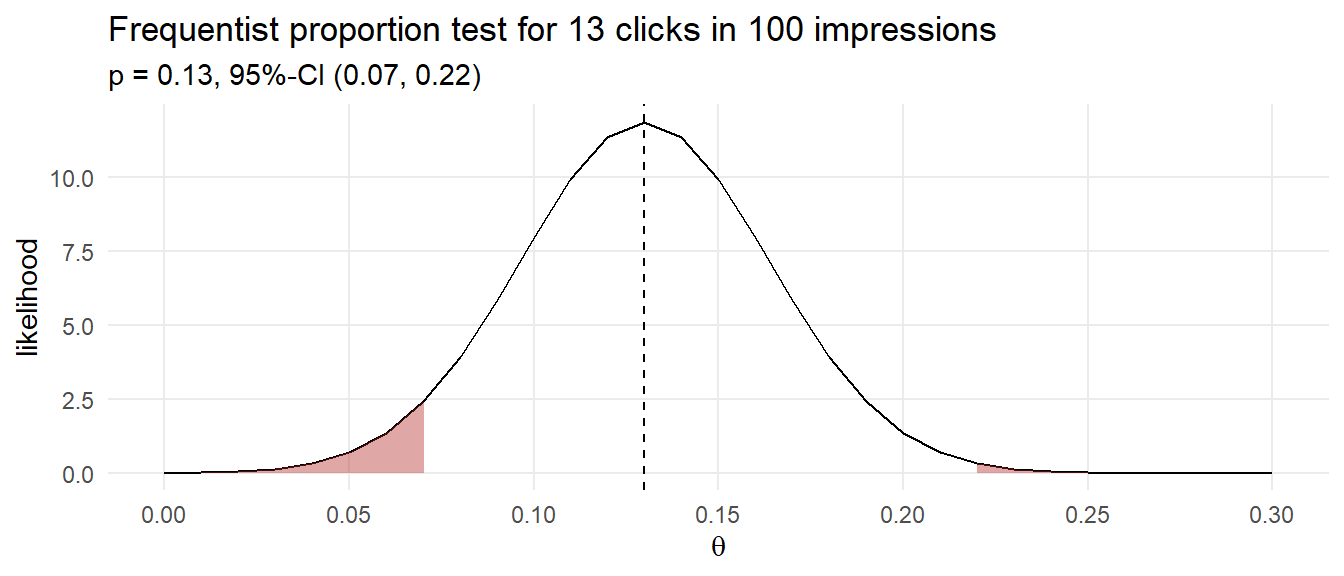 Frequentist proportion test for 13 clicks in 100 impressions
p = 0.13, 95%-CI (0.07, 0.22)
likelihood
10.0
7.5
5.0
2.5
0.0
0.00 0.05 0.10 0.15 0.20 0.25 0.30
θ